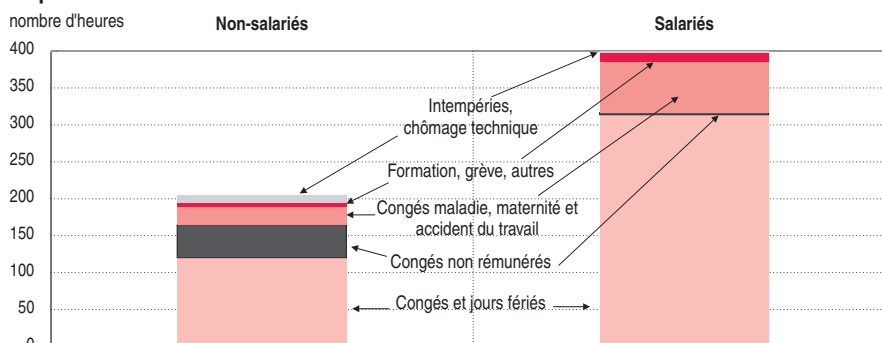 nombre d'heures
Non-salariés
Salariés
400
350
300
250
200
150
100
50
0
Intempéries,
chômage technique
Formation, grève, autres
Congés maladie, maternité et
accident du travail
Congés non rémunérés
Congés et jours fériés